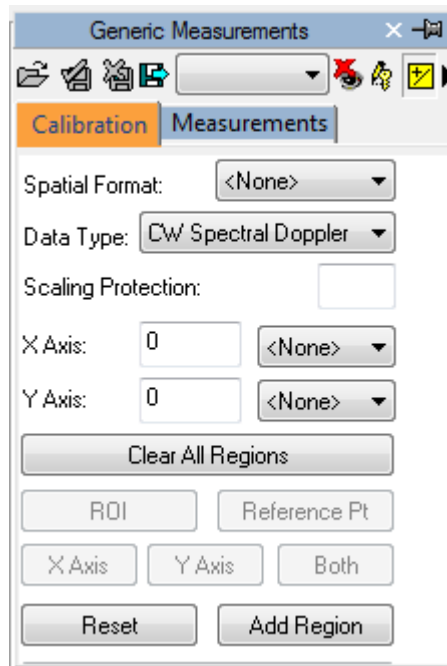 Generic Measurements
Calibration Measurements
Spatial Format: <None>
Data Type: CW Spectral Doppler
Scaling Protection:
X Axis: 0 <None>
Y Axis: 0 <None>
Clear All Regions
ROI Reference Pt
X Axis Y Axis Both
Reset Add Region